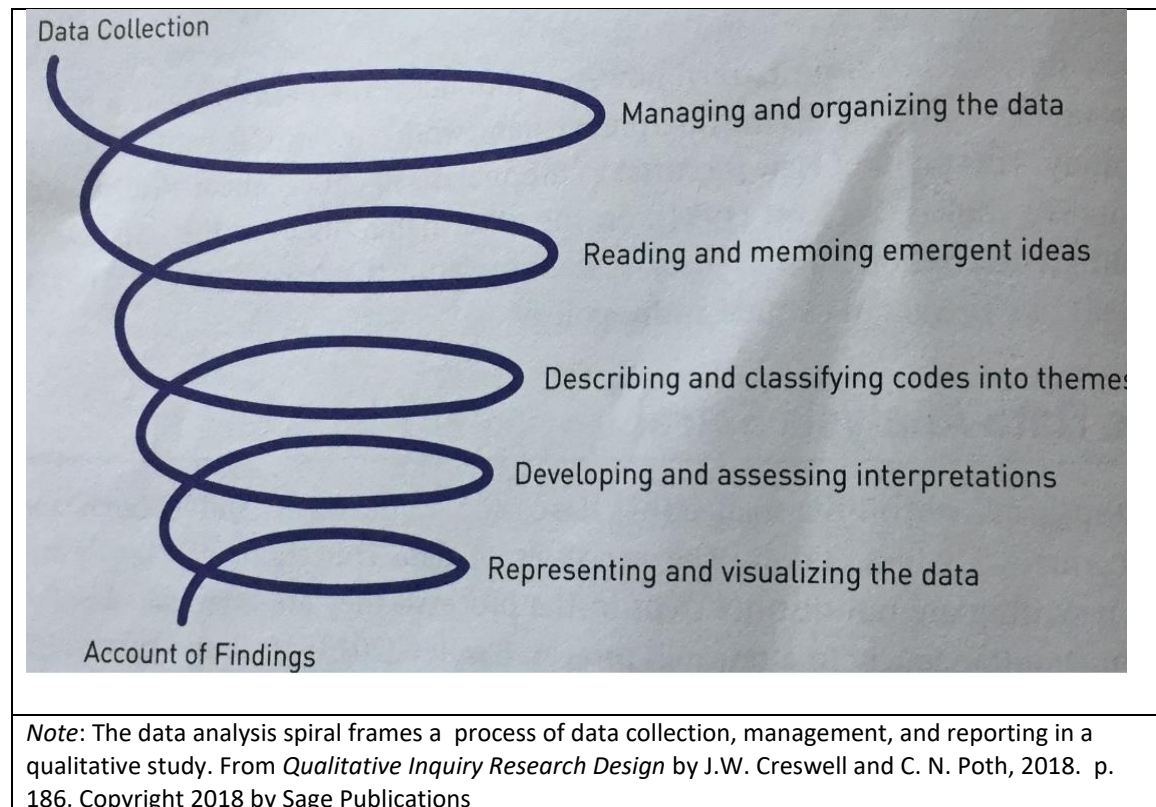 Data Collection
Managing and organizing the data
Reading and memoing emergent ideas
Describing and classifying codes into themes
Developing and assessing interpretations
Representing and visualizing the data
Account of Findings
Note: The data analysis spiral frames a process of data collection, management, and reporting in a
qualitative study. From Qualitative Inquiry Research Design by J.W. Creswell and C. N. Poth, 2018. p.
186. Copyright 2018 by Sage Publications